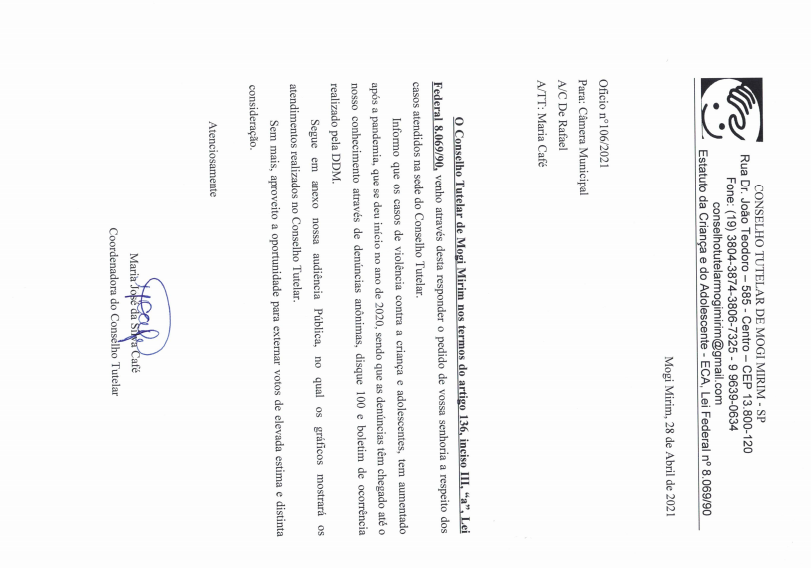 CONSELHO TUTELAR DE MOGI MIRIM - SP
Rua Dr. João Teodoro – 585 - Centro – CEP 13.800-120
Fone: (19) 3804-3874-3806-7325 - 9 9639-0634
conselhotutelarmogimirim@gmail.com
Estatuto da Criança e do Adolescente - ECA, Lei Federal nº 8.069/90
Mogi Mirim, 28 de Abril de 2021
Oficio n°106/2021
Para: Câmera Municipal
A/C De Rafael
A/TT: Maria Café
O Conselho Tutelar de Mogi Mirim nos termos do artigo 136, inciso III, “a”, Lei
Federal 8.069/90, venho através desta responder o pedido de vossa senhoria a respeito dos
casos atendidos na sede do Conselho Tutelar.
Informo que os casos de violência contra a criança e adolescentes, tem aumentado
após a pandemia, que se deu inicio no ano de 2020, sendo que as denúncias têm chegado até o
nosso conhecimento através de denúncias anônimas, disque 100 e boletim de ocorrência
realizado pela DDM.
Segue em anexo nossa audiência Pública, no qual os gráficos mostrará os
atendimentos realizados no Conselho Tutelar.
Sem mais, aproveito a oportunidade para externar votos de elevada estima e distinta
consideração.
Atenciosamente
Maria José da Silva Café
Coordenadora do Conselho Tutelar